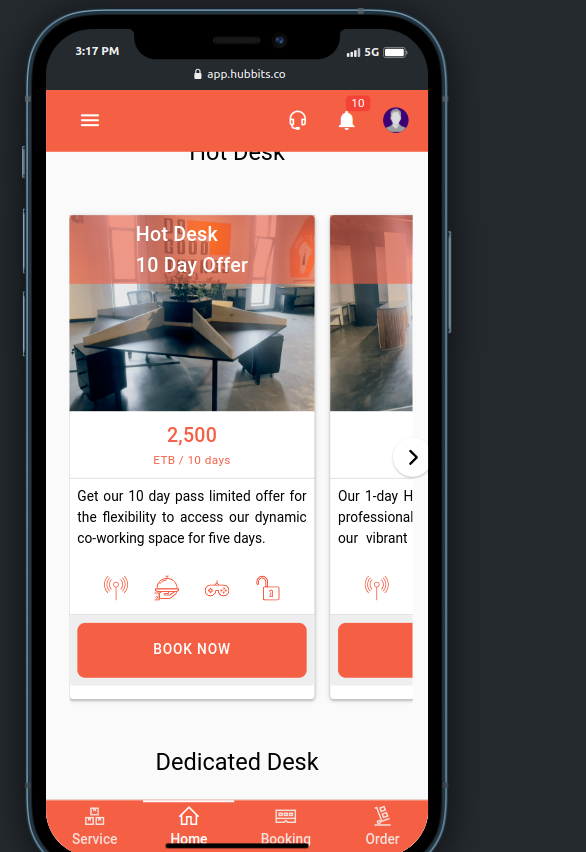 3:17 PM
5G
app.hubbits.co
10
Hot Desk
Hot Desk
10 Day Offer
2,500
ETB / 10 days
Get our 10 day pass limited offer for
the flexibility to access our dynamic
co-working space for five days.
Our 1-day H
professional
our vibrant
BOOK NOW
Dedicated Desk
Service
Home
Booking
Order